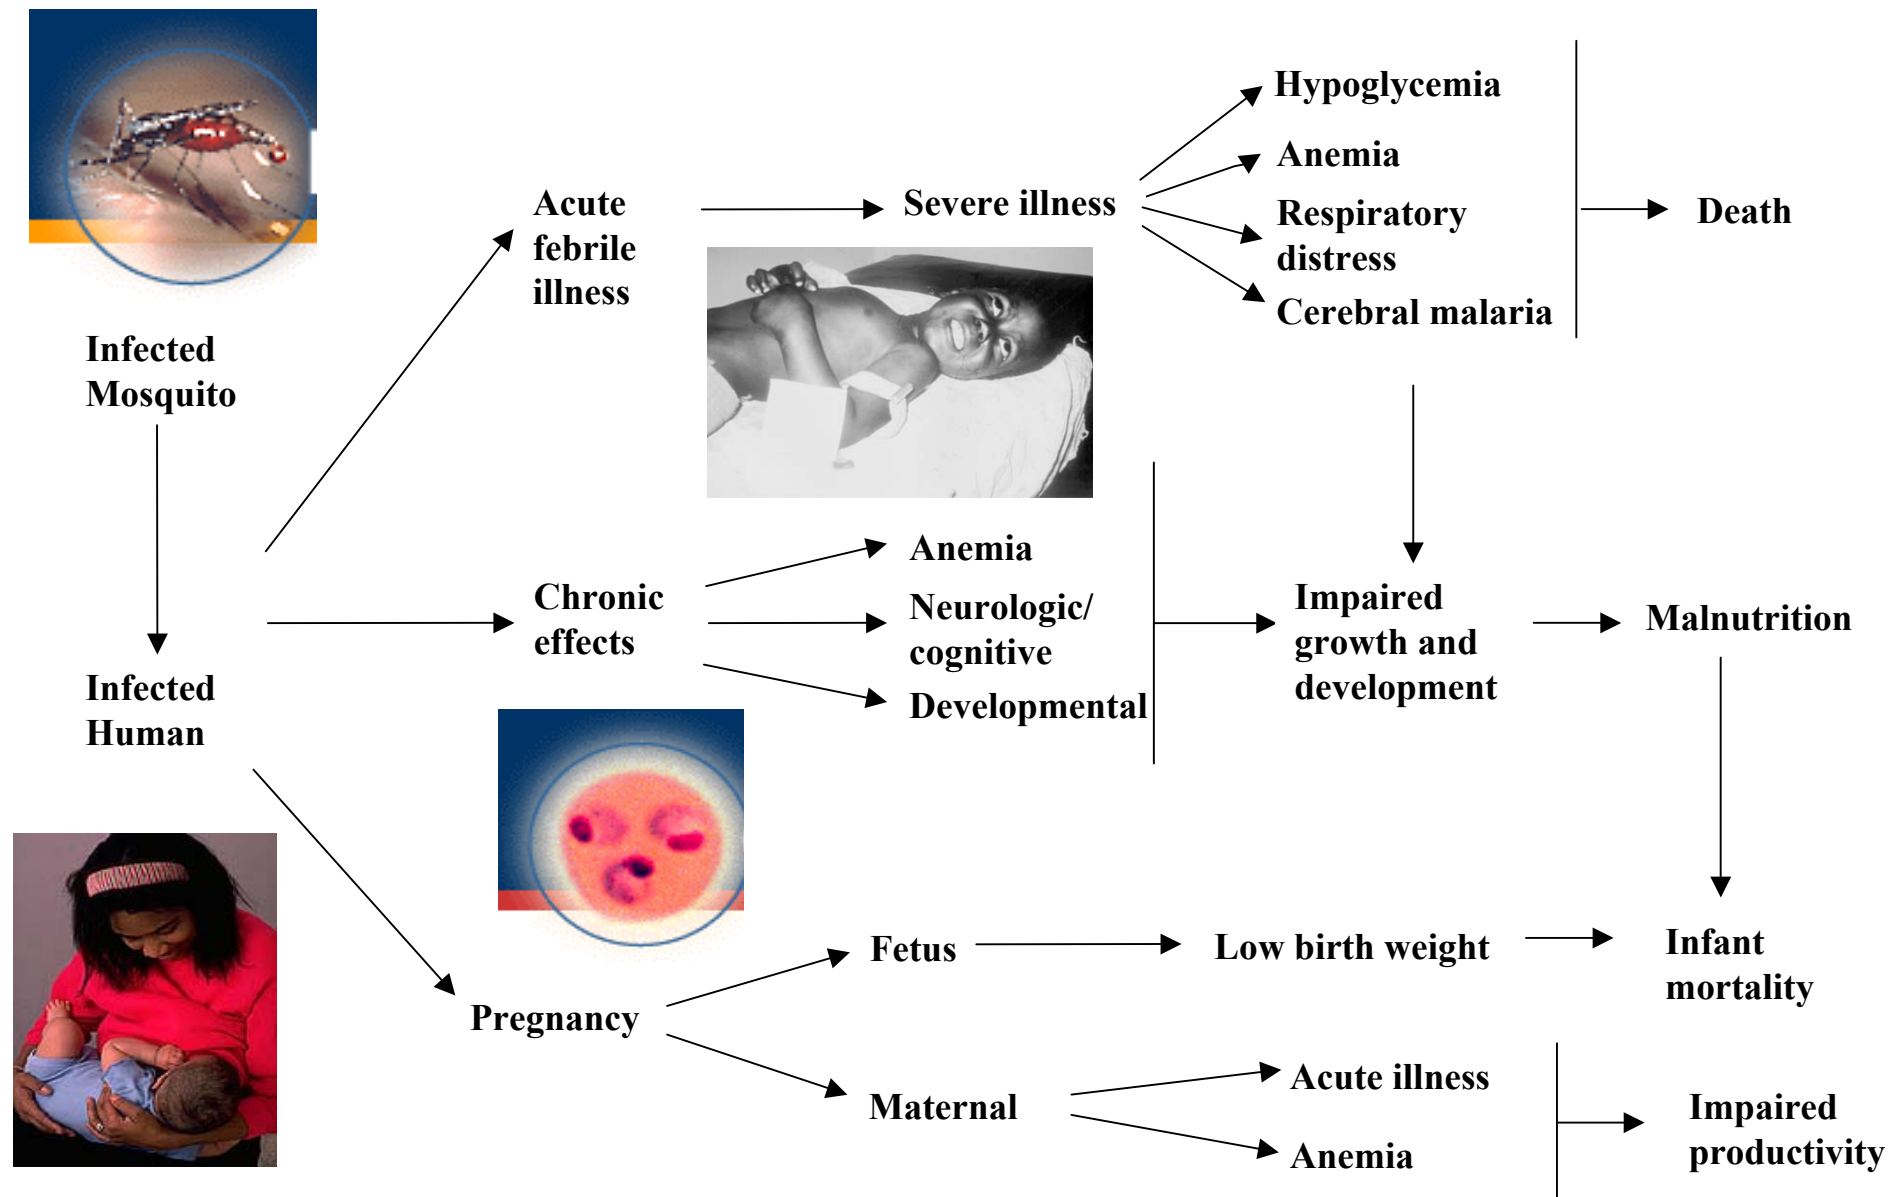 Infected
Mosquito
Infected
Human
Acute
febrile
illness
Severe illness
Hypoglycemia
Anemia
Respiratory
distress
Cerebral malaria
Death
Chronic
effects
Anemia
Neurologic/
cognitive
Developmental
Impaired
growth and
development
Malnutrition
Pregnancy
Fetus
Low birth weight
Infant
mortality
Maternal
Acute illness
Anemia
Impaired
productivity